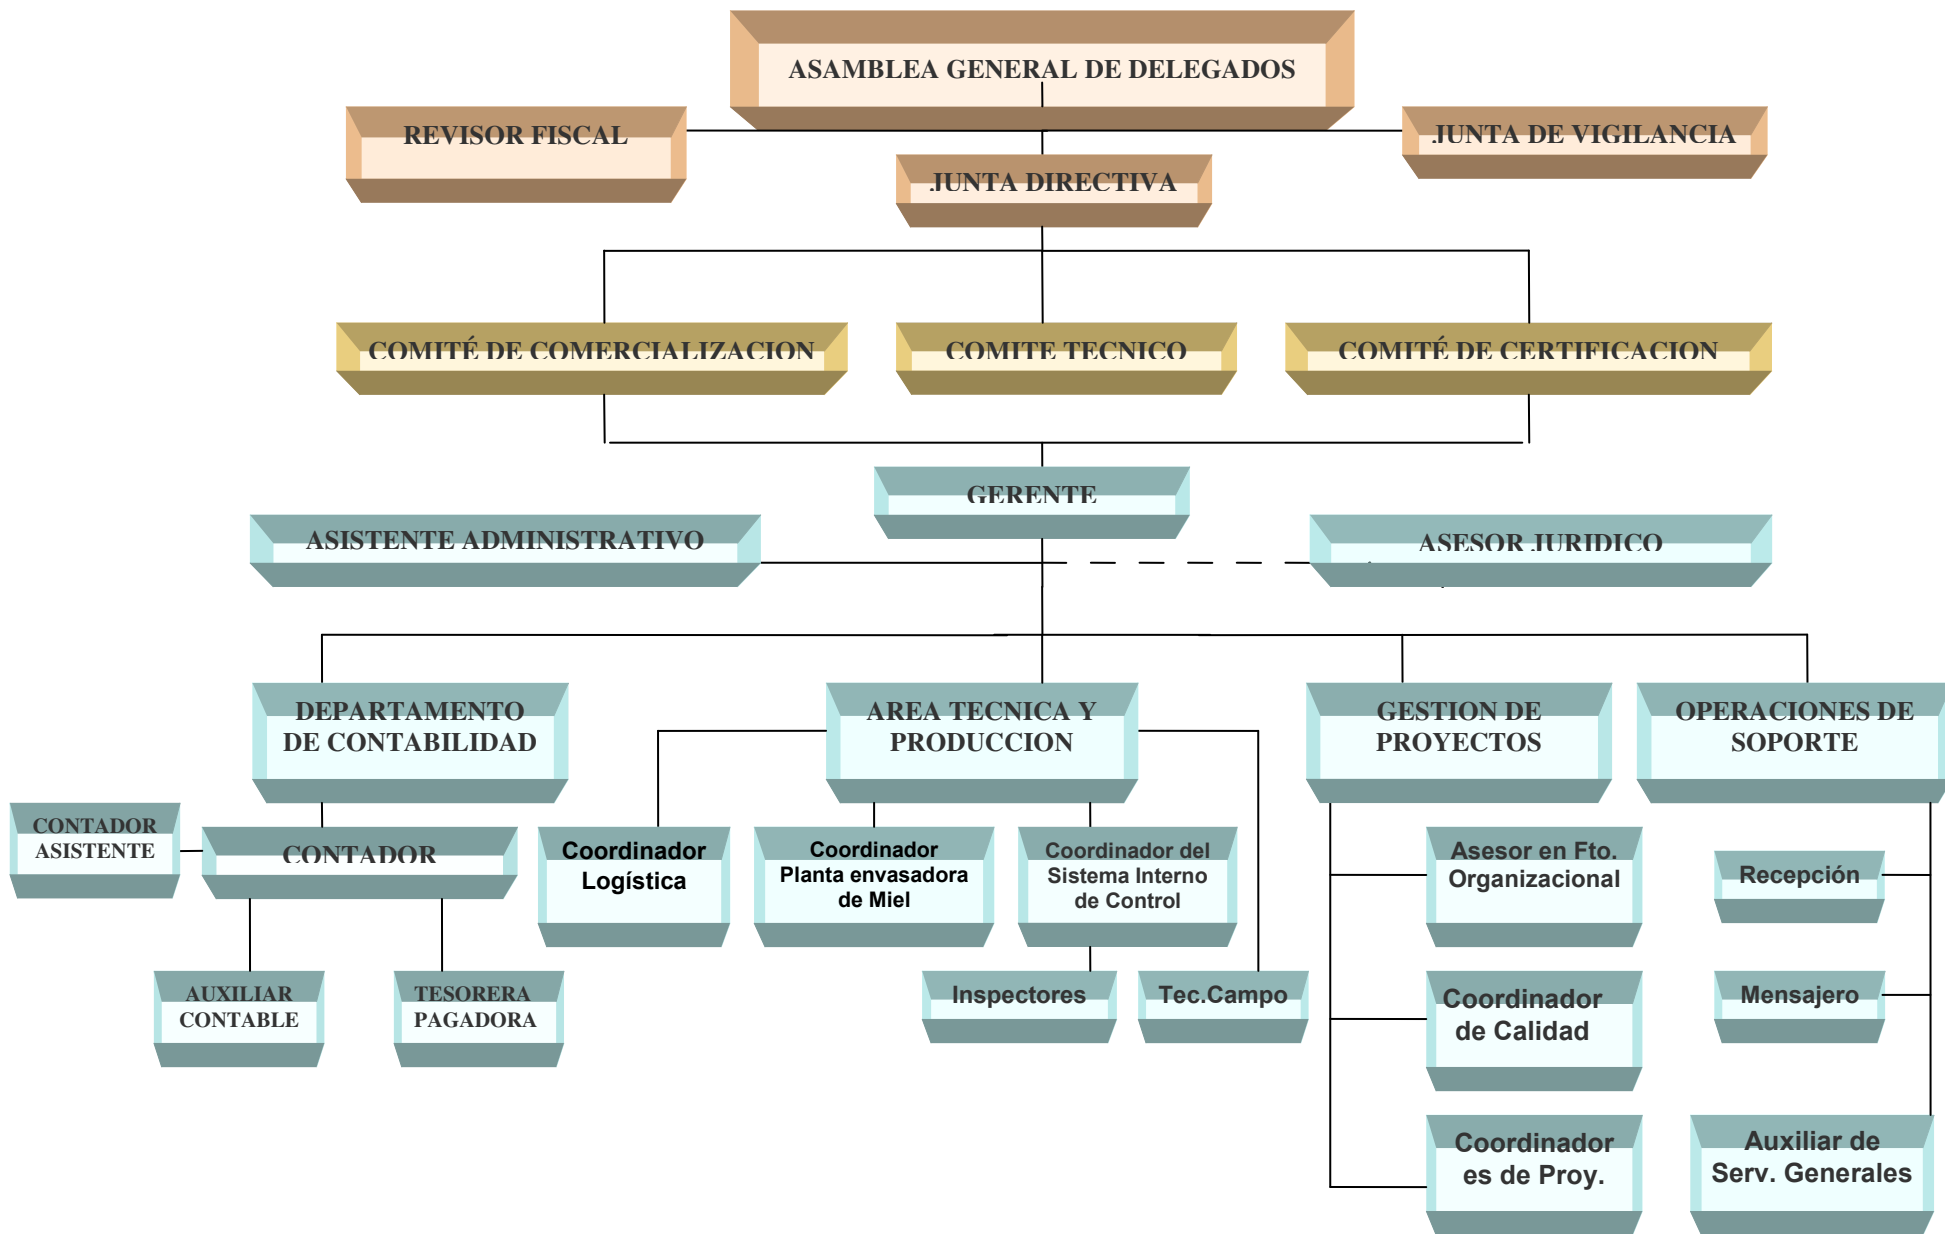 ASAMBLEA GENERAL DE DELEGADOS
REVISOR FISCAL
JUNTA DE VIGILANCIA
JUNTA DIRECTIVA
COMITÉ DE COMERCIALIZACION
COMITE TECNICO
COMITÉ DE CERTIFICACION
GERENTE
ASISTENTE ADMINISTRATIVO
ASESOR JURIDICO
DEPARTAMENTO
DE CONTABILIDAD
AREA TECNICA Y
PRODUCCION
GESTION DE
PROYECTOS
OPERACIONES DE
SOPORTE
CONTADOR
ASISTENTE
CONTADOR
Coordinador
Logística
Coordinador
Planta envasadora
de Miel
Coordinador del
Sistema Interno
de Control
Asesor en Fto.
Organizacional
Recepción
AUXILIAR
CONTABLE
TESORERA
PAGADORA
Inspectores
Tec.Campo
Coordinador
de Calidad
Mensajero
Coordinador
es de Proy.
Auxiliar de
Serv. Generales